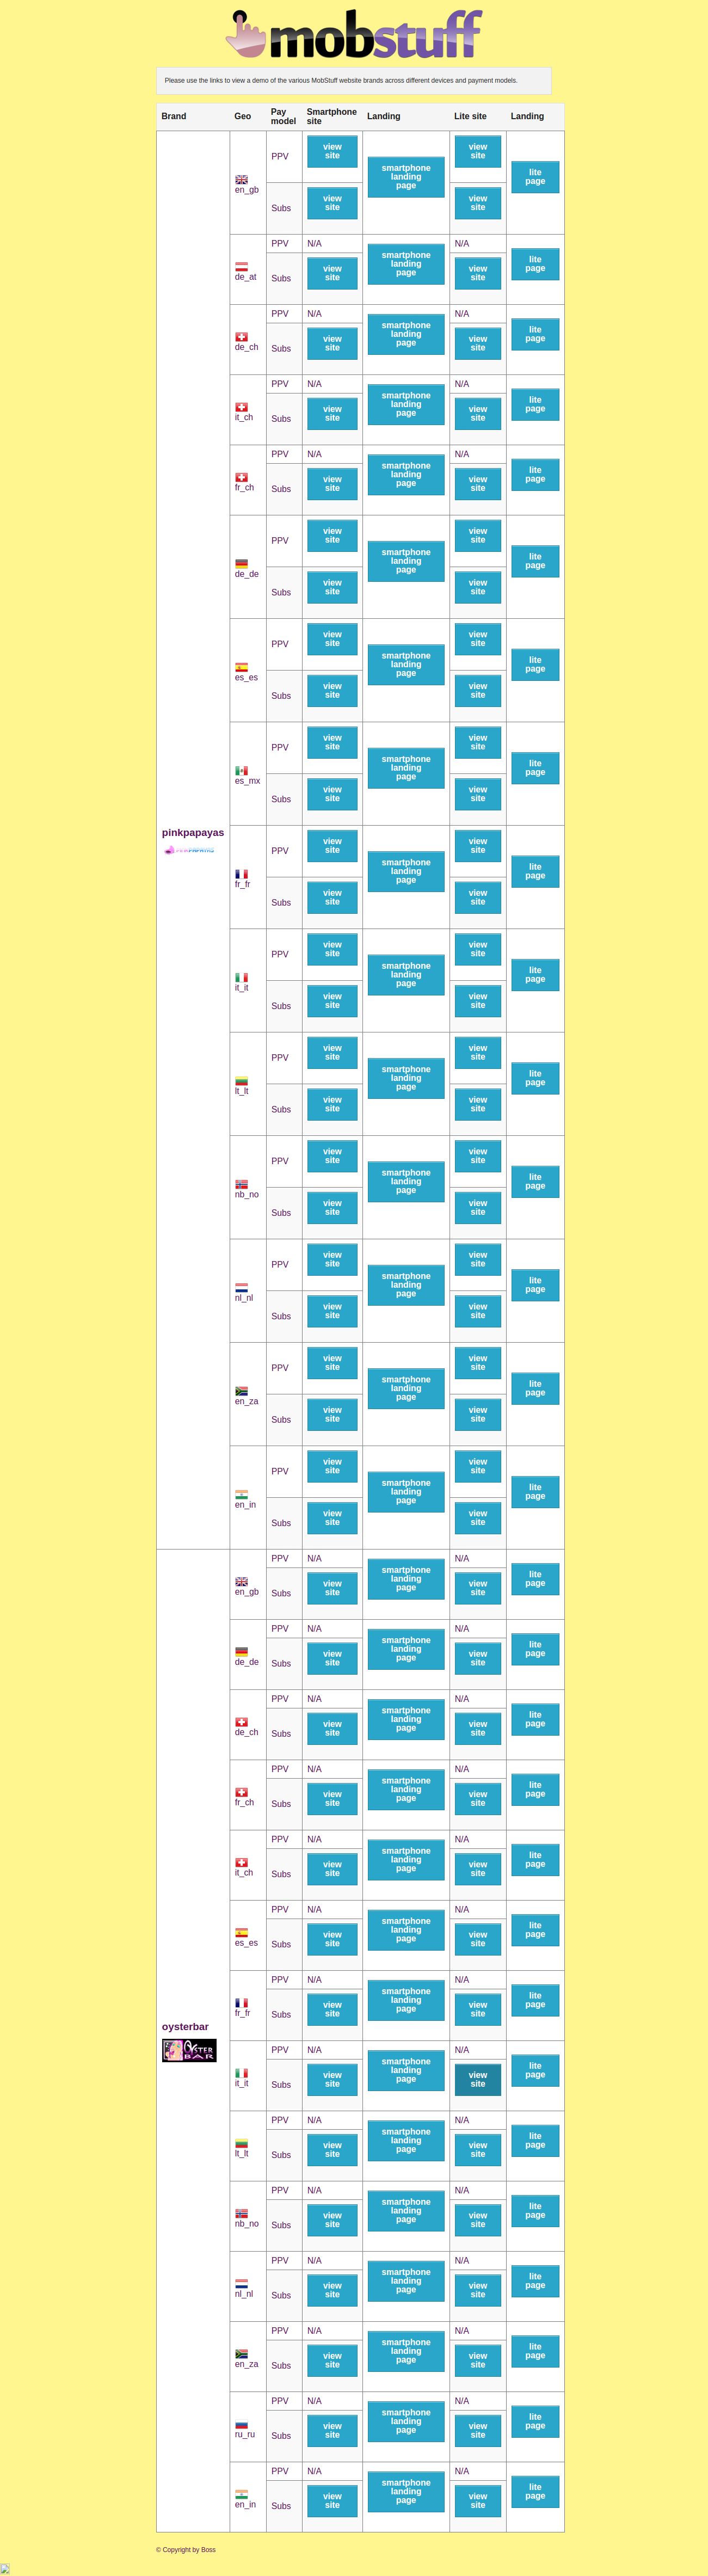 mobstuff
Please use the links to view a demo of the various MobStuff website brands across different devices and payment models.
Brand Geo Pay model Smartphone site Landing Lite site Landing
pinkpapayas
en_gb PPV view site smartphone landing page view site lite page
Subs view site view site
de_at PPV N/A smartphone landing page N/A lite page
Subs view site view site
de_ch PPV N/A smartphone landing page N/A lite page
Subs view site view site
it_ch PPV N/A smartphone landing page N/A lite page
Subs view site view site
fr_ch PPV N/A smartphone landing page N/A lite page
Subs view site view site
de_de PPV view site smartphone landing page view site lite page
Subs view site view site
es_es PPV view site smartphone landing page view site lite page
Subs view site view site
es_mx PPV view site smartphone landing page view site lite page
Subs view site view site
fr_fr PPV view site smartphone landing page view site lite page
Subs view site view site
it_it PPV view site smartphone landing page view site lite page
Subs view site view site
lt_lt PPV view site smartphone landing page view site lite page
Subs view site view site
nb_no PPV view site smartphone landing page view site lite page
Subs view site view site
nl_nl PPV view site smartphone landing page view site lite page
Subs view site view site
en_za PPV view site smartphone landing page view site lite page
Subs view site view site
en_in PPV view site smartphone landing page view site lite page
Subs view site view site
oysterbar
OYSTER BAR
en_gb PPV N/A smartphone landing page N/A lite page
Subs view site view site
de_de PPV N/A smartphone landing page N/A lite page
Subs view site view site
de_ch PPV N/A smartphone landing page N/A lite page
Subs view site view site
fr_ch PPV N/A smartphone landing page N/A lite page
Subs view site view site
it_ch PPV N/A smartphone landing page N/A lite page
Subs view site view site
es_es PPV N/A smartphone landing page N/A lite page
Subs view site view site
fr_fr PPV N/A smartphone landing page N/A lite page
Subs view site view site
it_it PPV N/A smartphone landing page N/A lite page
Subs view site view site
lt_lt PPV N/A smartphone landing page N/A lite page
Subs view site view site
nb_no PPV N/A smartphone landing page N/A lite page
Subs view site view site
nl_nl PPV N/A smartphone landing page N/A lite page
Subs view site view site
en_za PPV N/A smartphone landing page N/A lite page
Subs view site view site
ru_ru PPV N/A smartphone landing page N/A lite page
Subs view site view site
en_in PPV N/A smartphone landing page N/A lite page
Subs view site view site
© Copyright by Boss